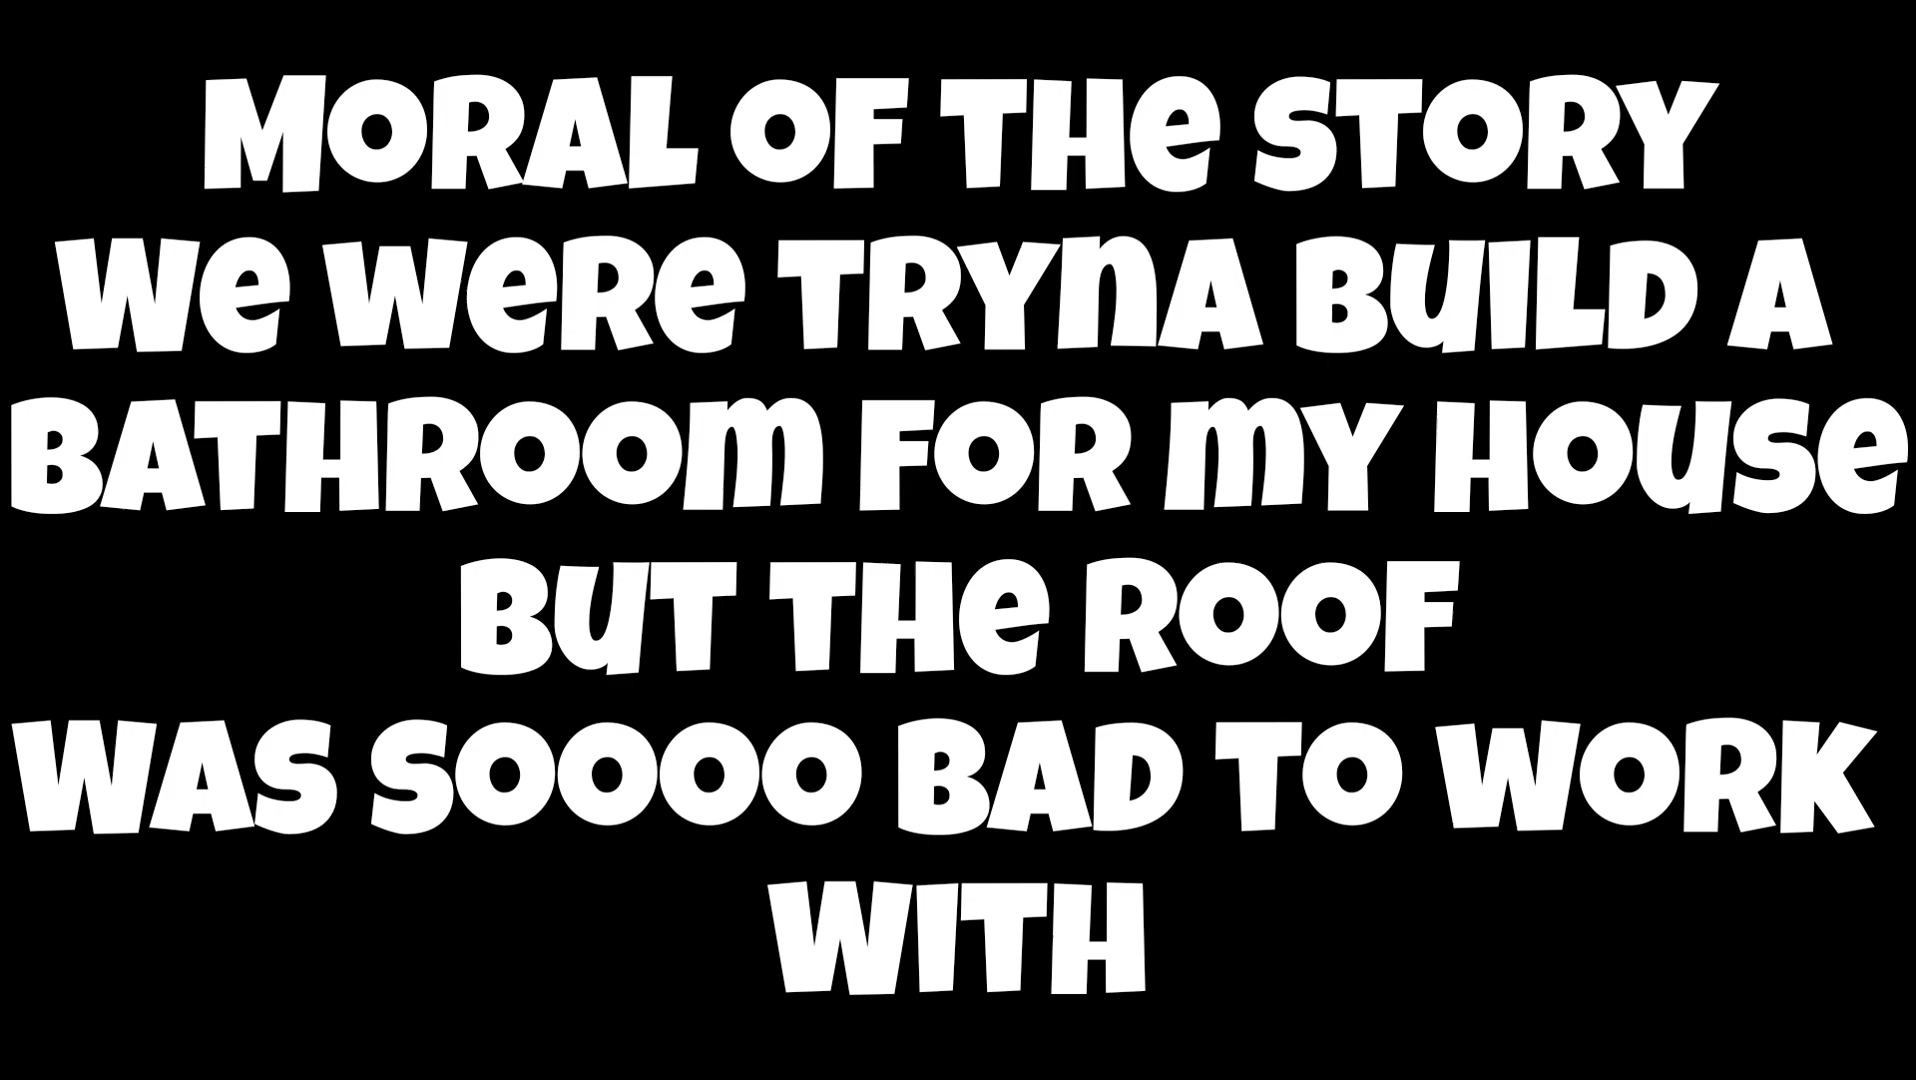 MORAL OF THE STORY
WE WERE TRYNA BUILD A
BATHROOM FOR MY HOUSE
BUT THE ROOF
WAS SOOOO BAD TO WORK
WITH